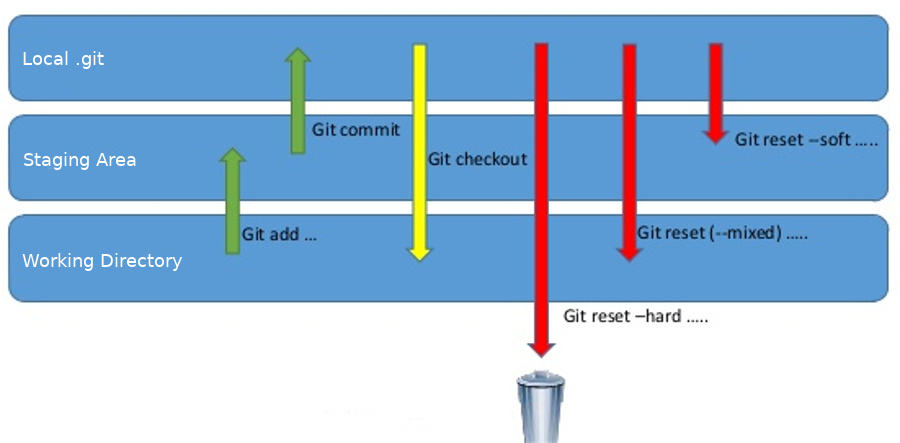 Local .git
Git commit
Staging Area
Git checkout
Git reset --soft .....
Git add ...
Working Directory
Git reset (--mixed) .....
Git reset –hard .....